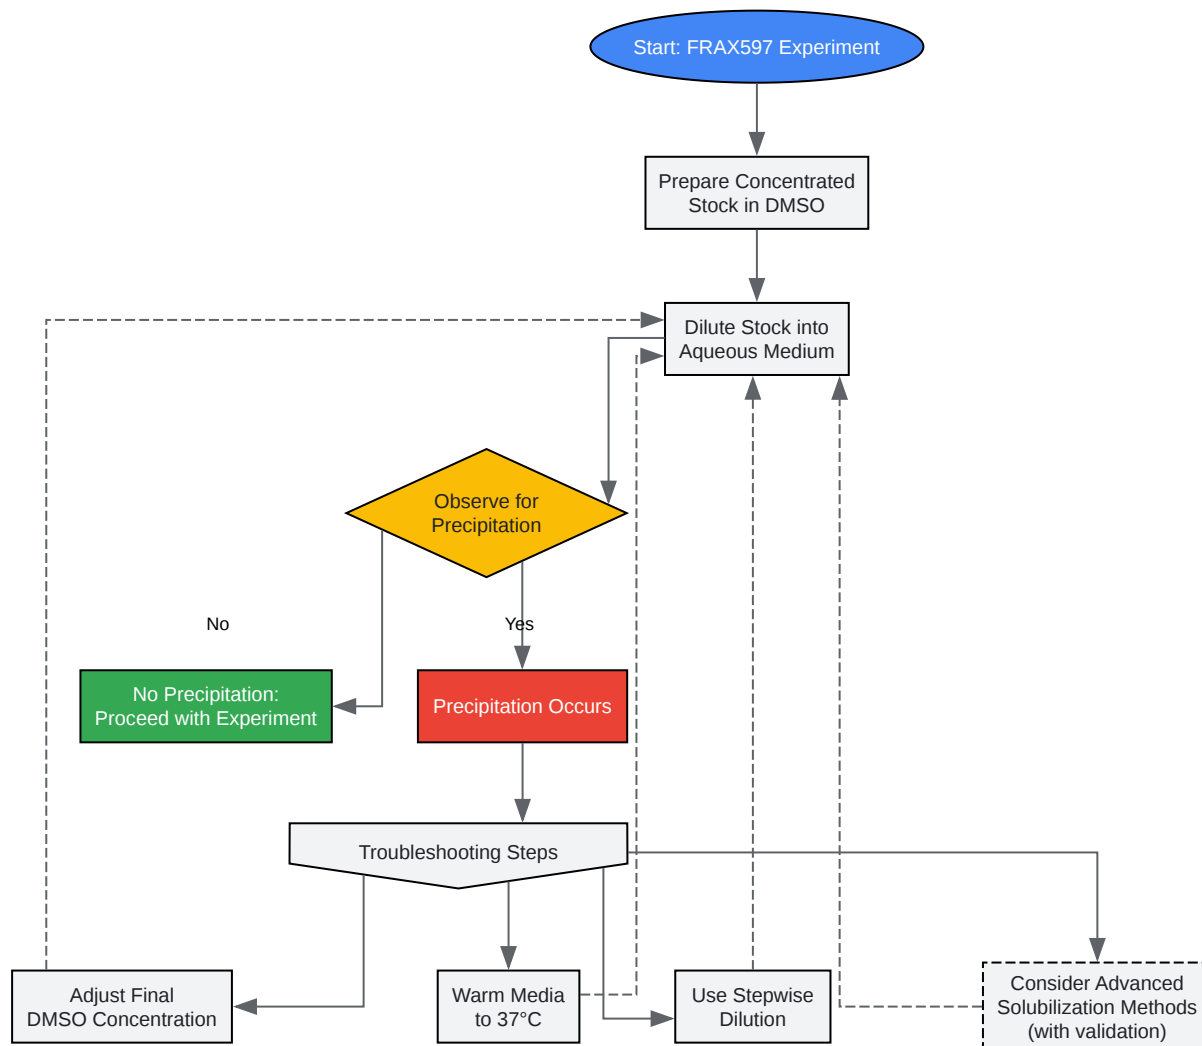 Start: FRAX597 Experiment
Prepare Concentrated
Stock in DMSO
Dilute Stock into
Aqueous Medium
Observe for
Precipitation
No
Yes
No Precipitation:
Proceed with Experiment
Precipitation Occurs
Troubleshooting Steps
Adjust Final
DMSO Concentration
Warm Media
to 37°C
Use Stepwise
Dilution
Consider Advanced
Solubilization Methods
(with validation)